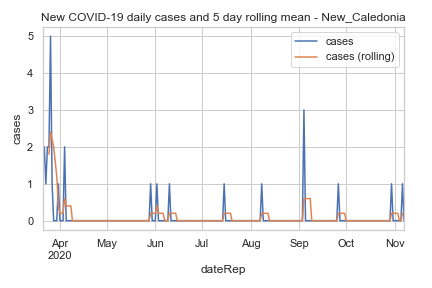 New COVID-19 daily cases and 5 day rolling mean - New_Caledonia
cases
cases (rolling)
5
4
3
2
1
0
cases
Apr May Jun Jul Aug Sep Oct Nov
2020
dateRep